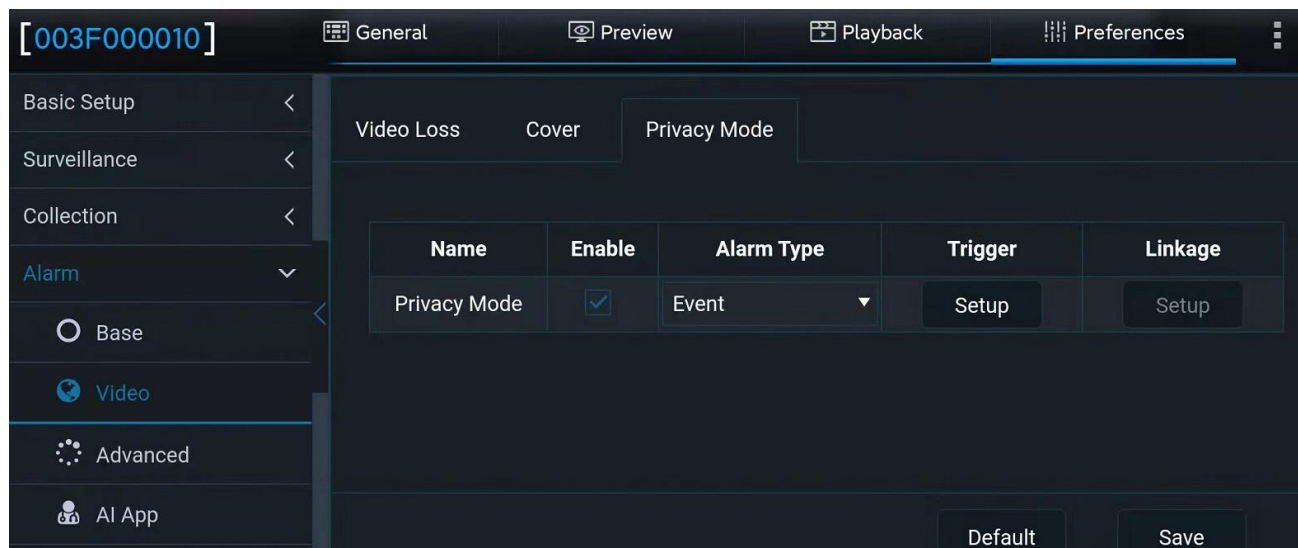 [003F000010]
General
Preview
Playback
Preferences
Basic Setup
Surveillance
Collection
Alarm
Base
Video
Advanced
AI App
Video Loss
Cover
Privacy Mode
Name Enable Alarm Type Trigger Linkage
Privacy Mode Event Setup Setup
Default
Save